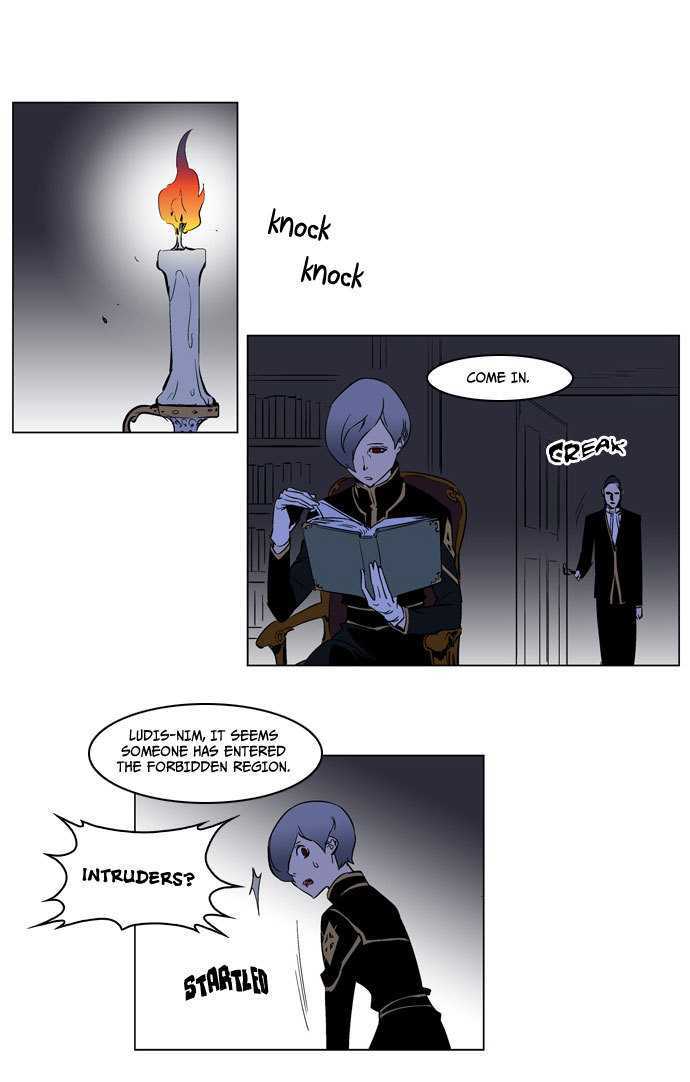 knock
knock
COME IN.
CREAK
LUDIS-NIM, IT SEEMS
SOMEONE HAS ENTERED
THE FORBIDDEN REGION.
INTRUDERS?
STARTLED